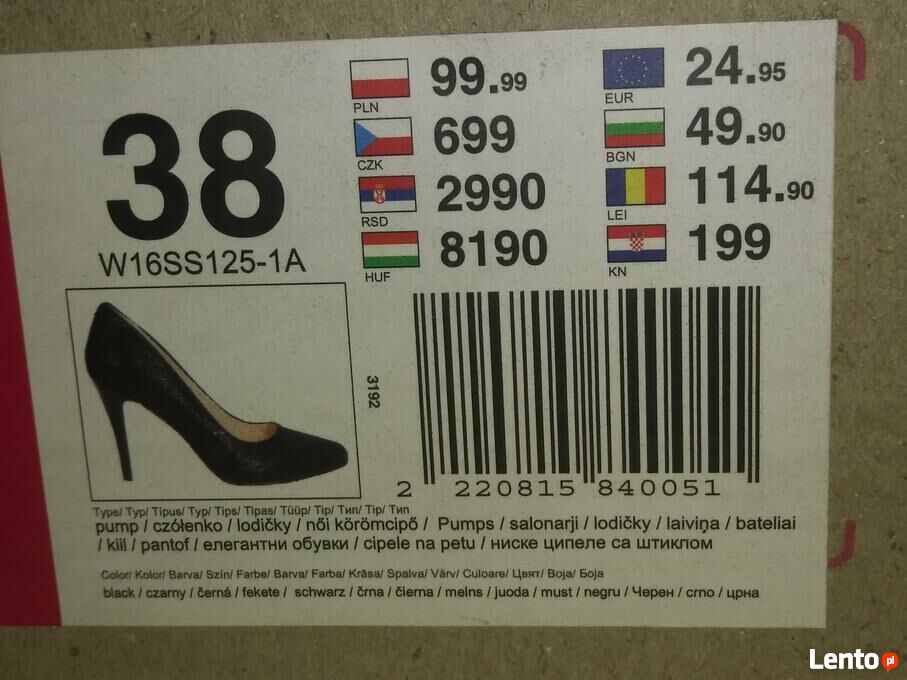 38
W16SS125-1A
PLN 99.99
CZK 699
RSD 2990
HUF 8190
EUR 24.95
BGN 49.90
LEI 114.90
KN 199
3192
2 220815 840051
Type/ Typ/ Tipus/ Typ/ Tips/ Tipas/ Tüüp/ Tip/ Тип/ Tip/ Тип
pump / czółenko / lodičky / női körömcipő / Pumps / salonarji / lodičky / laiviņa / bateliai
/ kiil / pantof / елегантни обувки / cipele na petu / ниске ципеле са штиклом
Color/ Kolor/ Barva/ Szín/ Farbe/ Barva/ Farba/ Krāsa/ Spalva/ Värv/ Culoare/ Цвят/ Boja/ Боја
black / czarny / černá / fekete / schwarz / črna / čierna / melns / juoda / must / negru / Черен / crno / црна
Lento pl